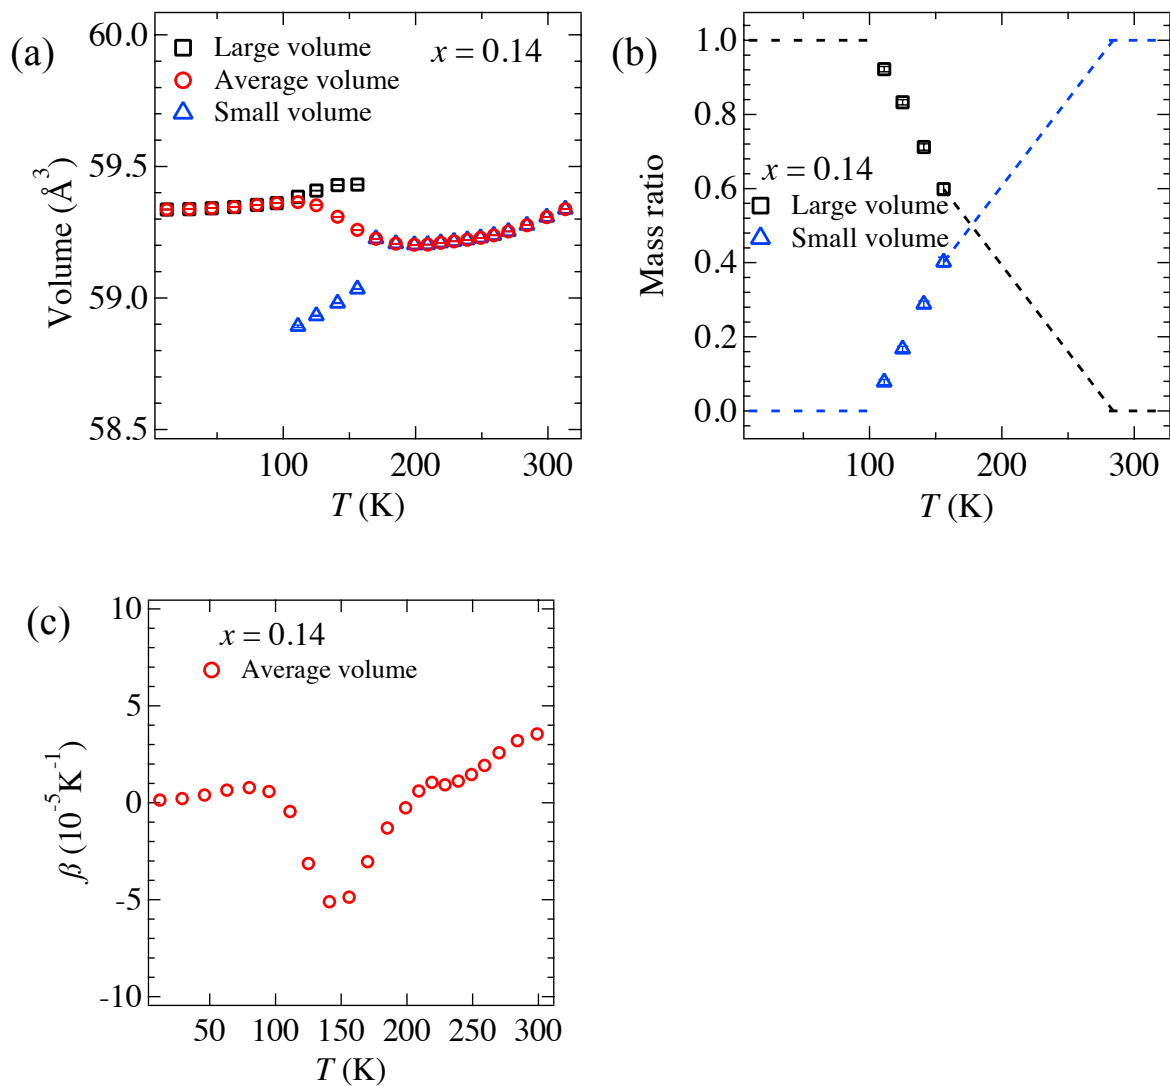 (a)
60.0
59.5
59.0
58.5
Volume (Å³)
Large volume
Average volume
Small volume
x = 0.14
100
200
300
T (K)
(b)
1.0
0.8
0.6
0.4
0.2
0.0
Mass ratio
x = 0.14
Large volume
Small volume
100
200
300
T (K)
(c)
10
5
0
-5
-10
β (10⁻⁵K⁻¹)
x = 0.14
Average volume
50
100
150
200
250
300
T (K)